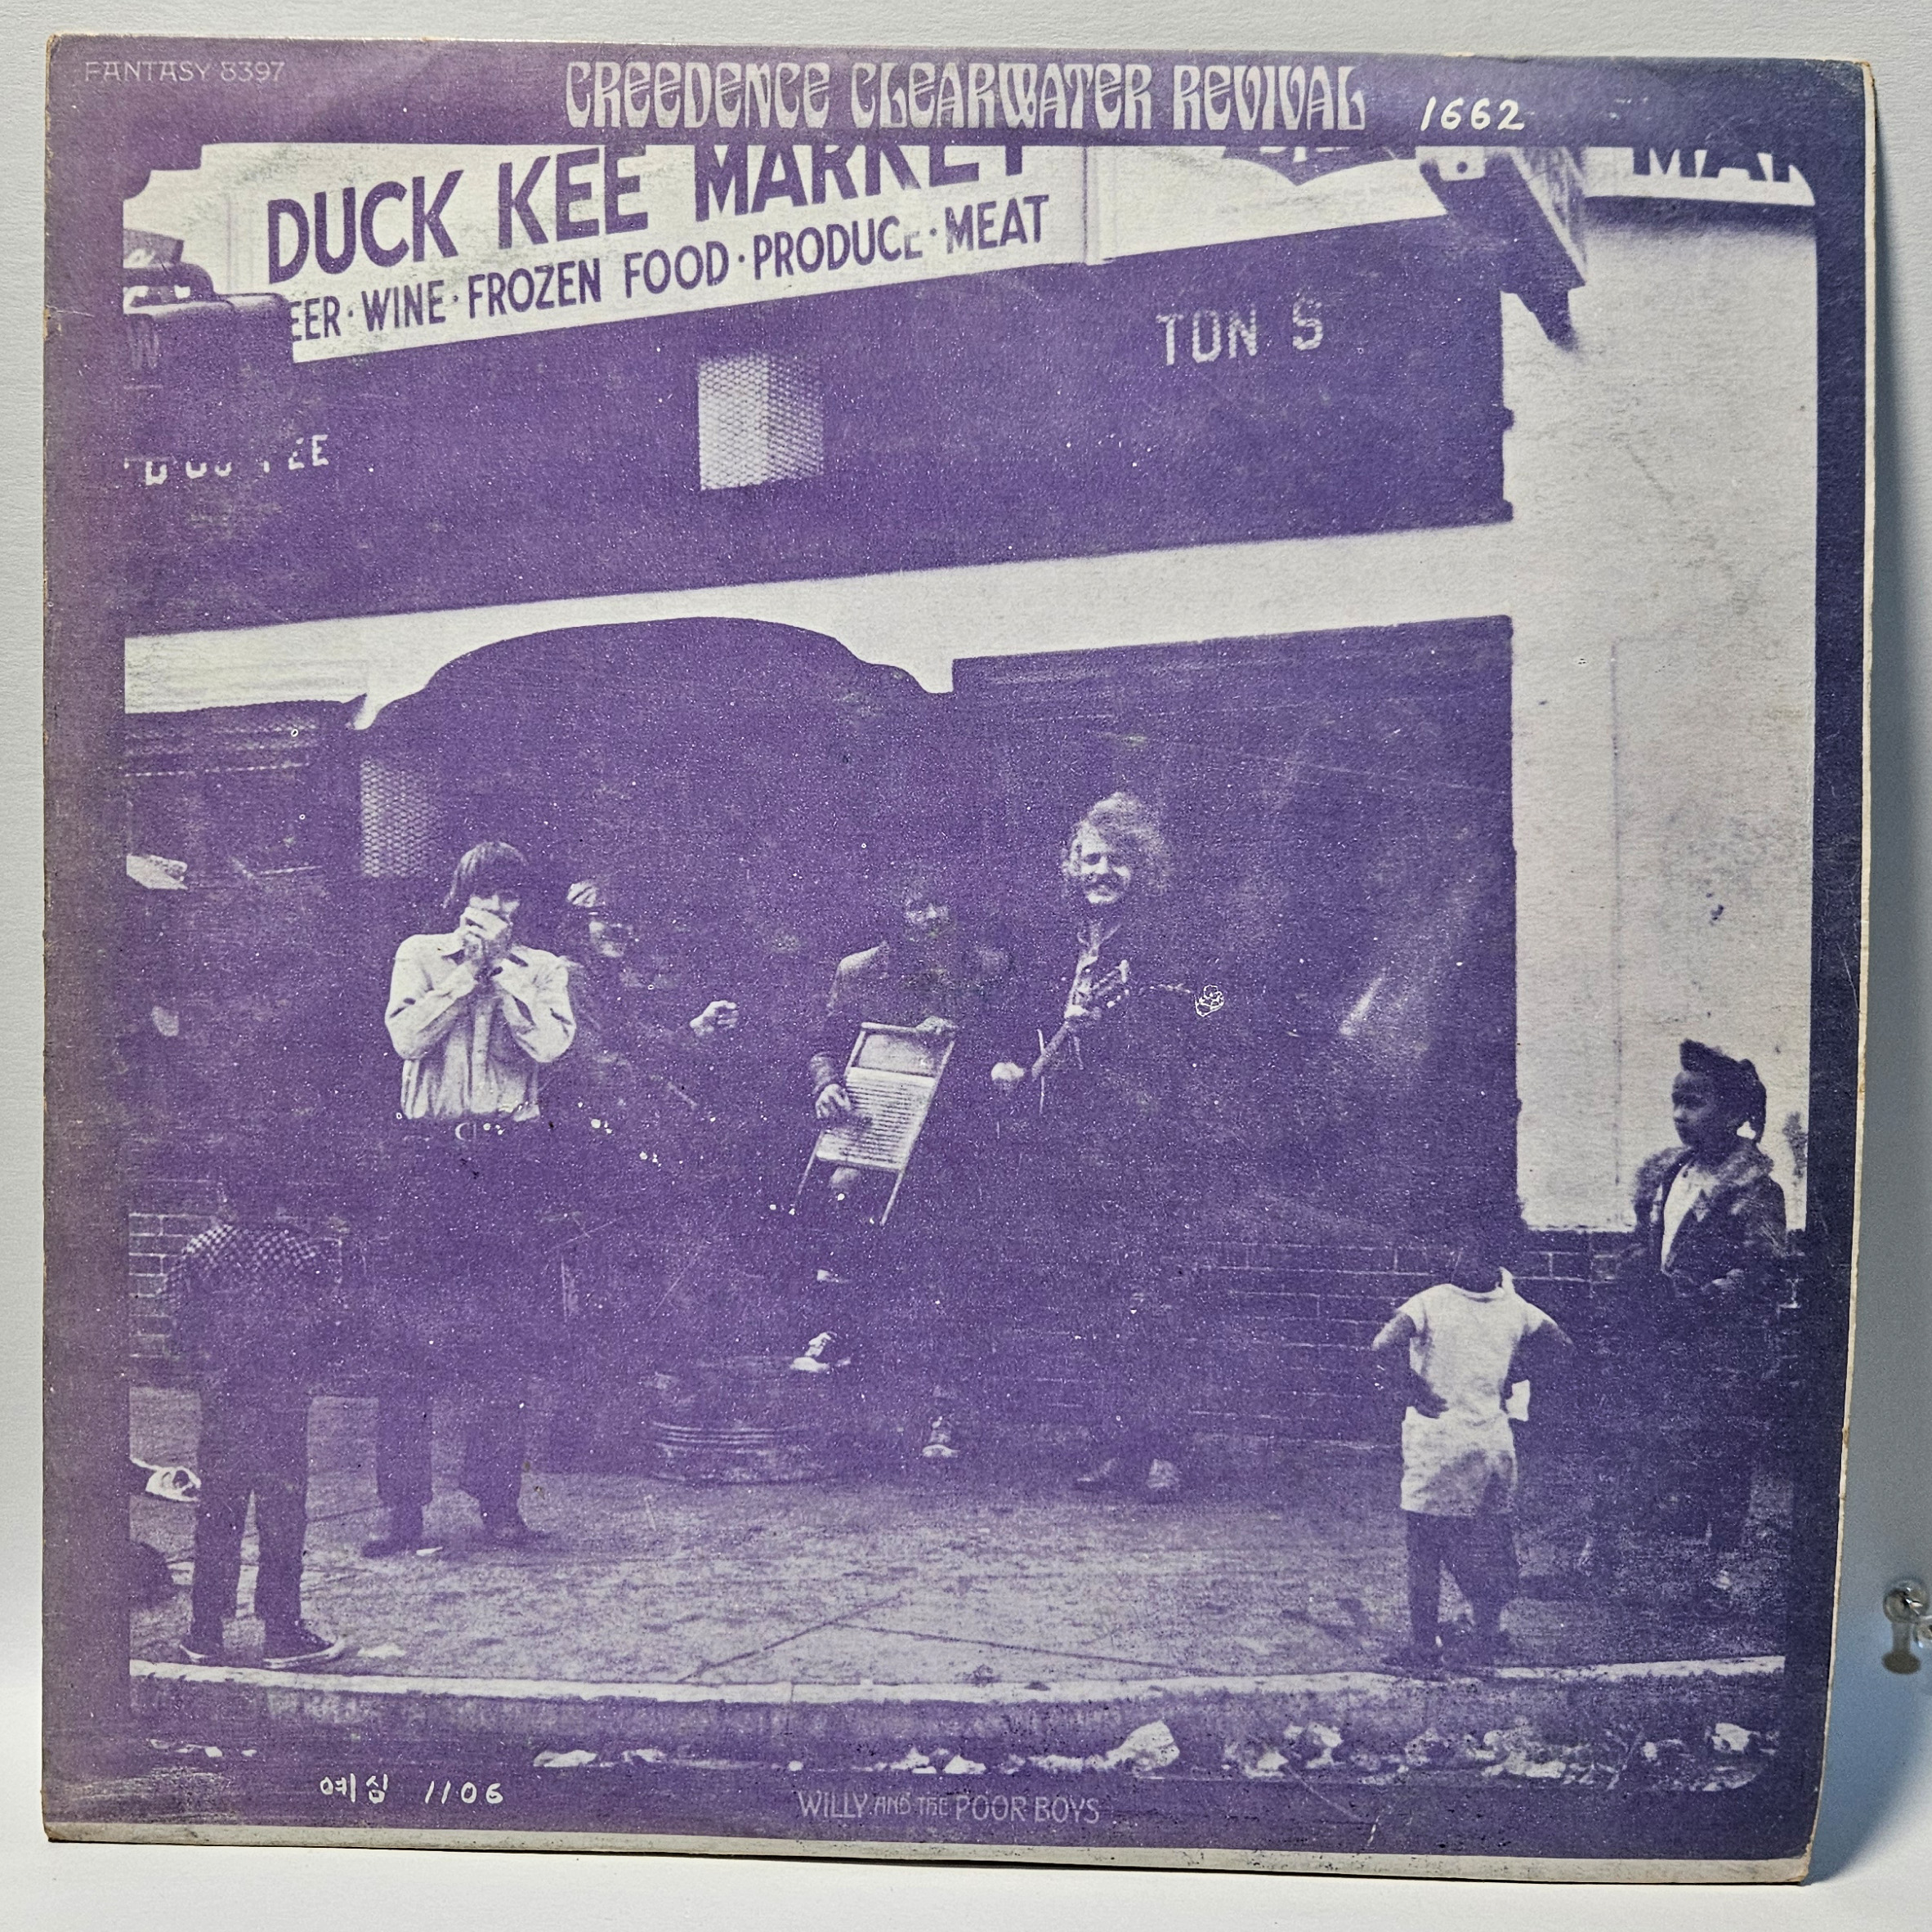 FANTASY 8397
CREEDENCE CLEARWATER REVIVAL
1662
DUCK KEE MARKET
EER · WINE · FROZEN FOOD · PRODUCE · MEAT
MAR
TON S
예심 1106
WILLY AND THE POOR BOYS